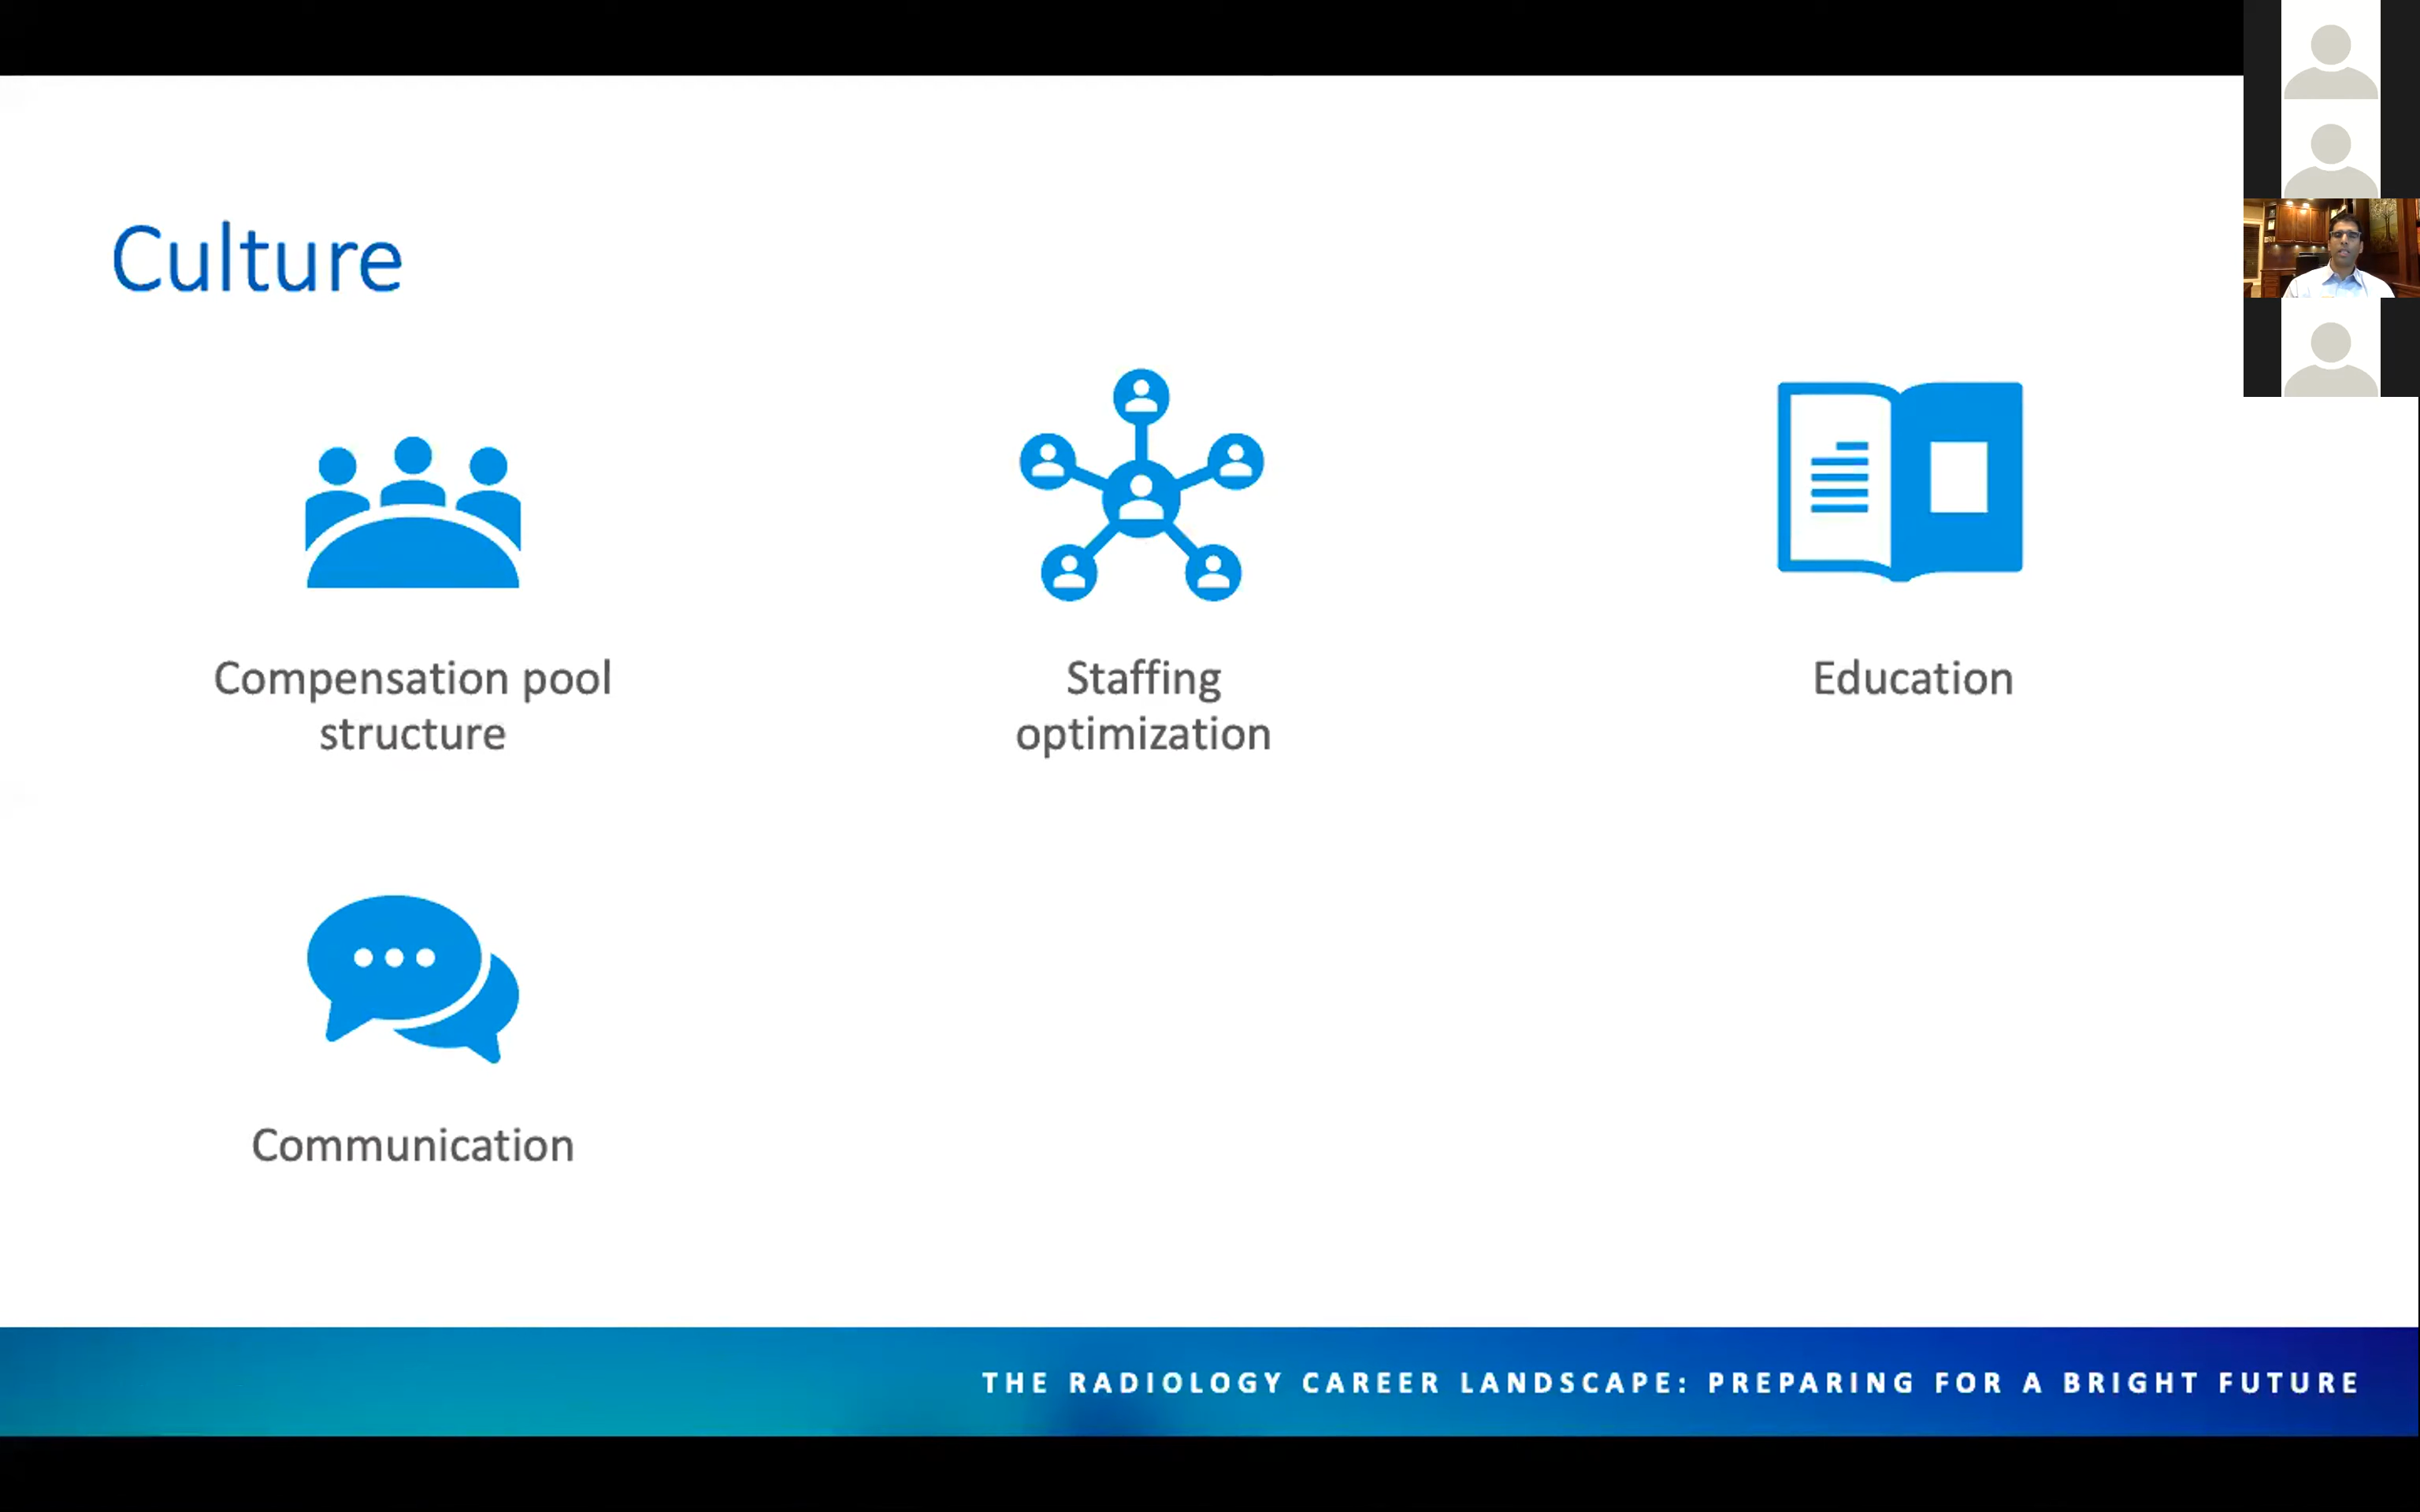 Culture
Compensation pool
structure
Staffing
optimization
Education
Communication
THE RADIOLOGY CAREER LANDSCAPE: PREPARING FOR A BRIGHT FUTURE